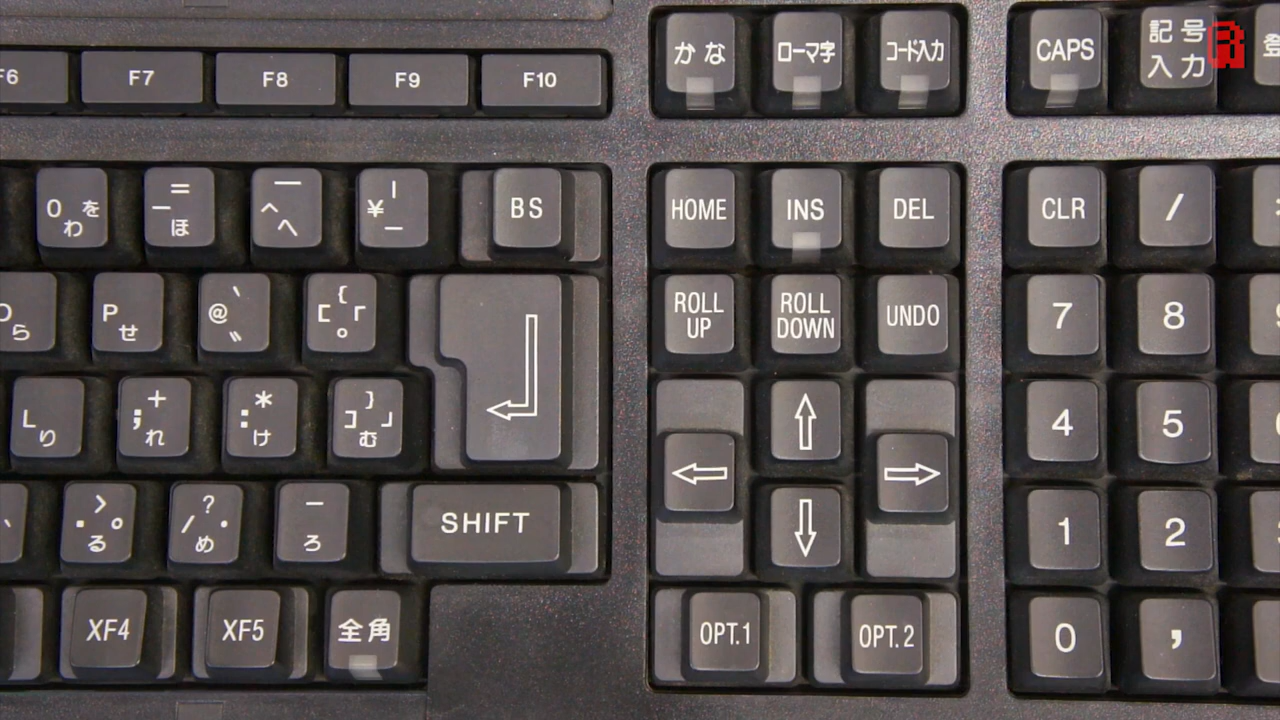 F6 F7 F8 F9 F10
かな ローマ字 コード入力
CAPS 記号
入力
0 を
わ
=
ー
ほ
ー
へ
へ
¥ |
ー
BS
HOME INS DEL
CLR /
ら
P
せ
@ 〝
{
[ 「
゜
ROLL
UP
ROLL
DOWN
UNDO
7 8
L
り
+
;
れ
*
:
け
}
] 」
む
4 5
>
. 。
る
?
/ ・
め
ー
ろ
SHIFT
← ↑ → ↓
1 2
XF4 XF5 全角
OPT.1 OPT.2
0 ,